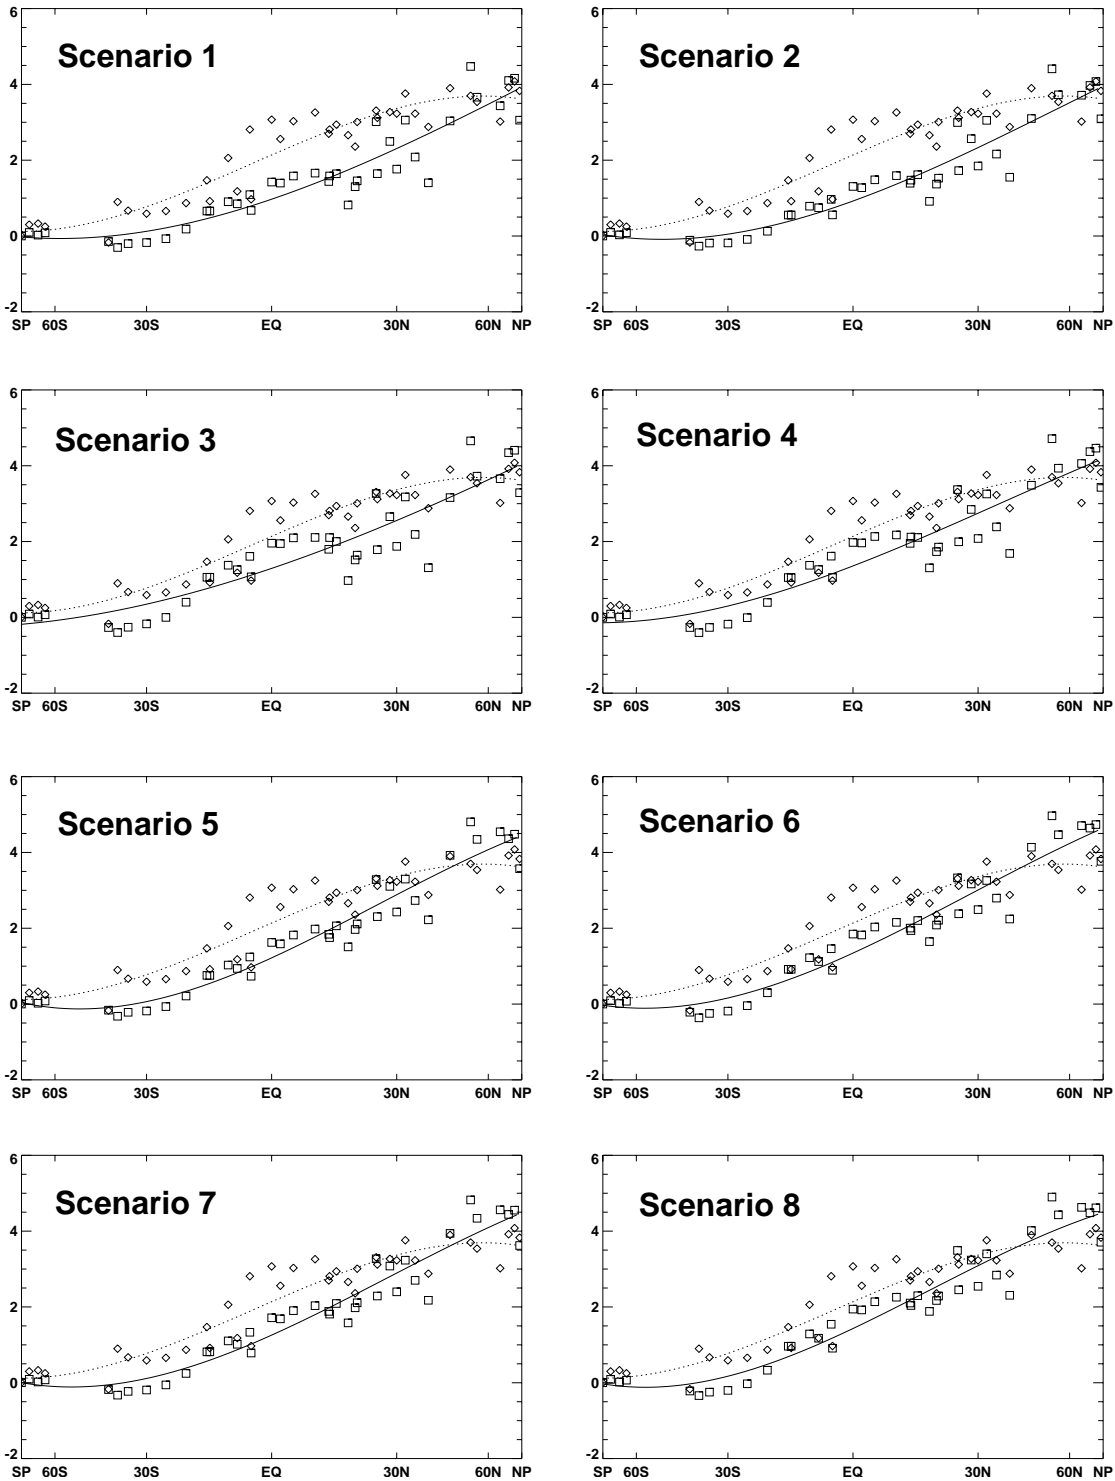 Scenario 1
6
4
2
0
-2
SP 60S 30S EQ 30N 60N NP
Scenario 2
6
4
2
0
-2
SP 60S 30S EQ 30N 60N NP
Scenario 3
6
4
2
0
-2
SP 60S 30S EQ 30N 60N NP
Scenario 4
6
4
2
0
-2
SP 60S 30S EQ 30N 60N NP
Scenario 5
6
4
2
0
-2
SP 60S 30S EQ 30N 60N NP
Scenario 6
6
4
2
0
-2
SP 60S 30S EQ 30N 60N NP
Scenario 7
6
4
2
0
-2
SP 60S 30S EQ 30N 60N NP
Scenario 8
6
4
2
0
-2
SP 60S 30S EQ 30N 60N NP